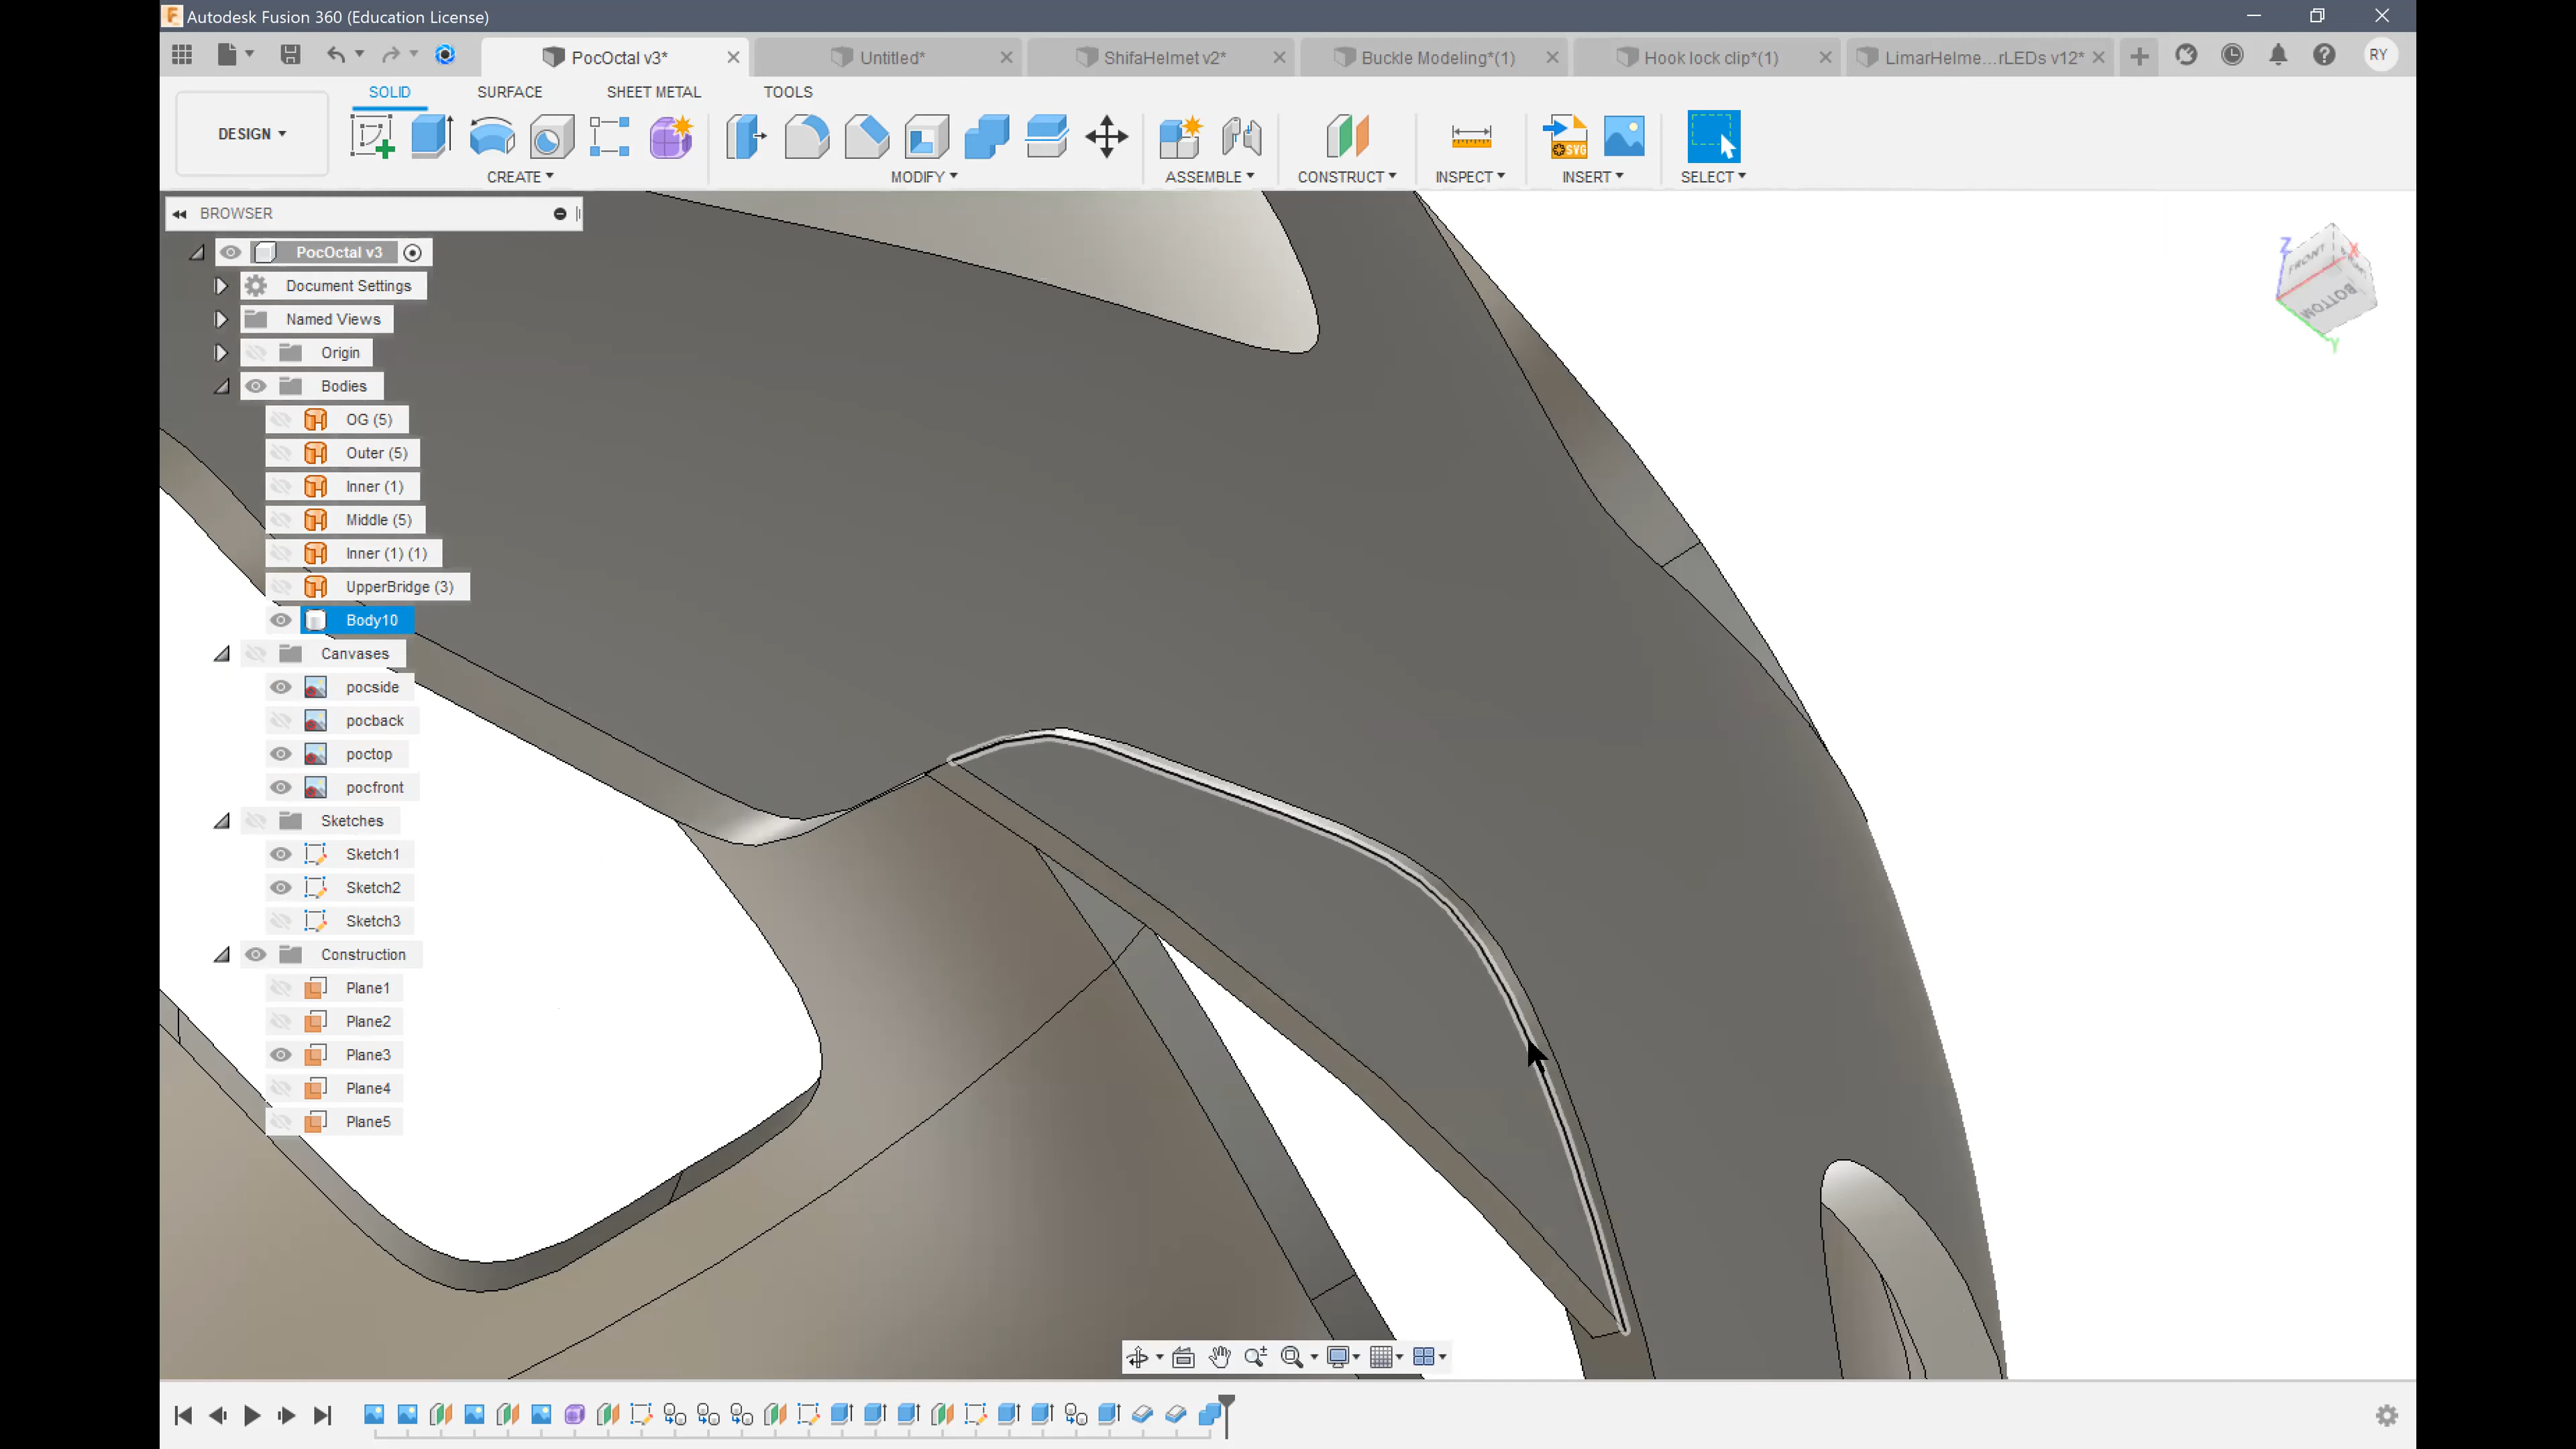 Autodesk Fusion 360 (Education License)
PocOctal v3*
Untitled*
ShifaHelmet v2*
Buckle Modeling*(1)
Hook lock clip*(1)
LimarHelme...rLEDs v12*
RY
SOLID
SURFACE
SHEET METAL
TOOLS
DESIGN
SVG
CREATE
MODIFY
ASSEMBLE
CONSTRUCT
INSPECT
INSERT
SELECT
BROWSER
PocOctal v3
Document Settings
Named Views
Origin
Bodies
OG (5)
Outer (5)
Inner (1)
Middle (5)
Inner (1) (1)
UpperBridge (3)
Body10
Canvases
pocside
pocback
poctop
pocfront
Sketches
Sketch1
Sketch2
Sketch3
Construction
Plane1
Plane2
Plane3
Plane4
Plane5
Z
X
FRONT
BOTTOM
Y